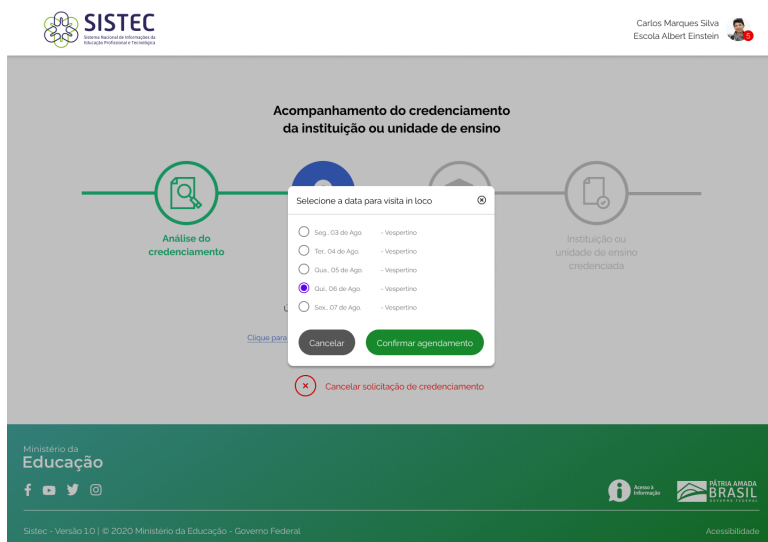 SISTEC
Sistema Nacional de Informações da
Educação Profissional e Tecnológica
Carlos Marques Silva
Escola Albert Einstein
5
Acompanhamento do credenciamento
da instituição ou unidade de ensino
Análise do
credenciamento
Instituição ou
unidade de ensino
credenciada
Selecione a data para visita in loco
Seg., 03 de Ago. - Vespertino
Ter., 04 de Ago. - Vespertino
Qua., 05 de Ago. - Vespertino
Qui., 06 de Ago. - Vespertino
Sex., 07 de Ago. - Vespertino
Clique para
Cancelar
Confirmar agendamento
Cancelar solicitação de credenciamento
Ministério da
Educação
Acesso à
Informação
PÁTRIA AMADA
BRASIL
GOVERNO FEDERAL
Sistec - Versão 1.0 | © 2020 Ministério da Educação - Governo Federal
Acessibilidade